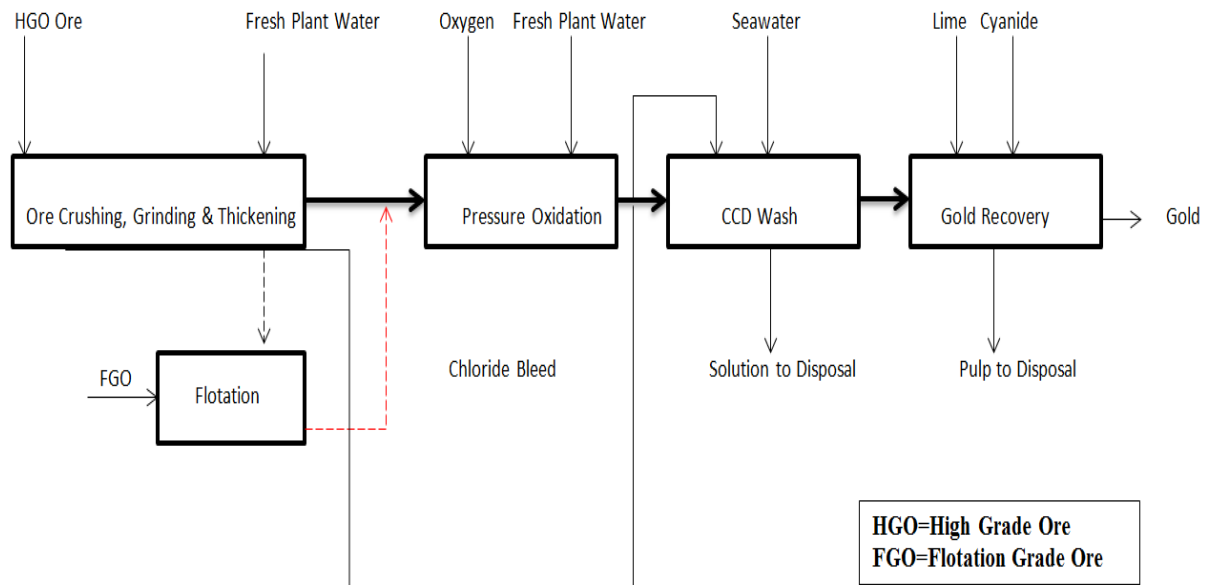 HGO Ore
Fresh Plant Water
Oxygen
Fresh Plant Water
Seawater
Lime
Cyanide
Ore Crushing, Grinding & Thickening
Pressure Oxidation
CCD Wash
Gold Recovery
Gold
FGO
Flotation
Chloride Bleed
Solution to Disposal
Pulp to Disposal
HGO=High Grade Ore
FGO=Flotation Grade Ore